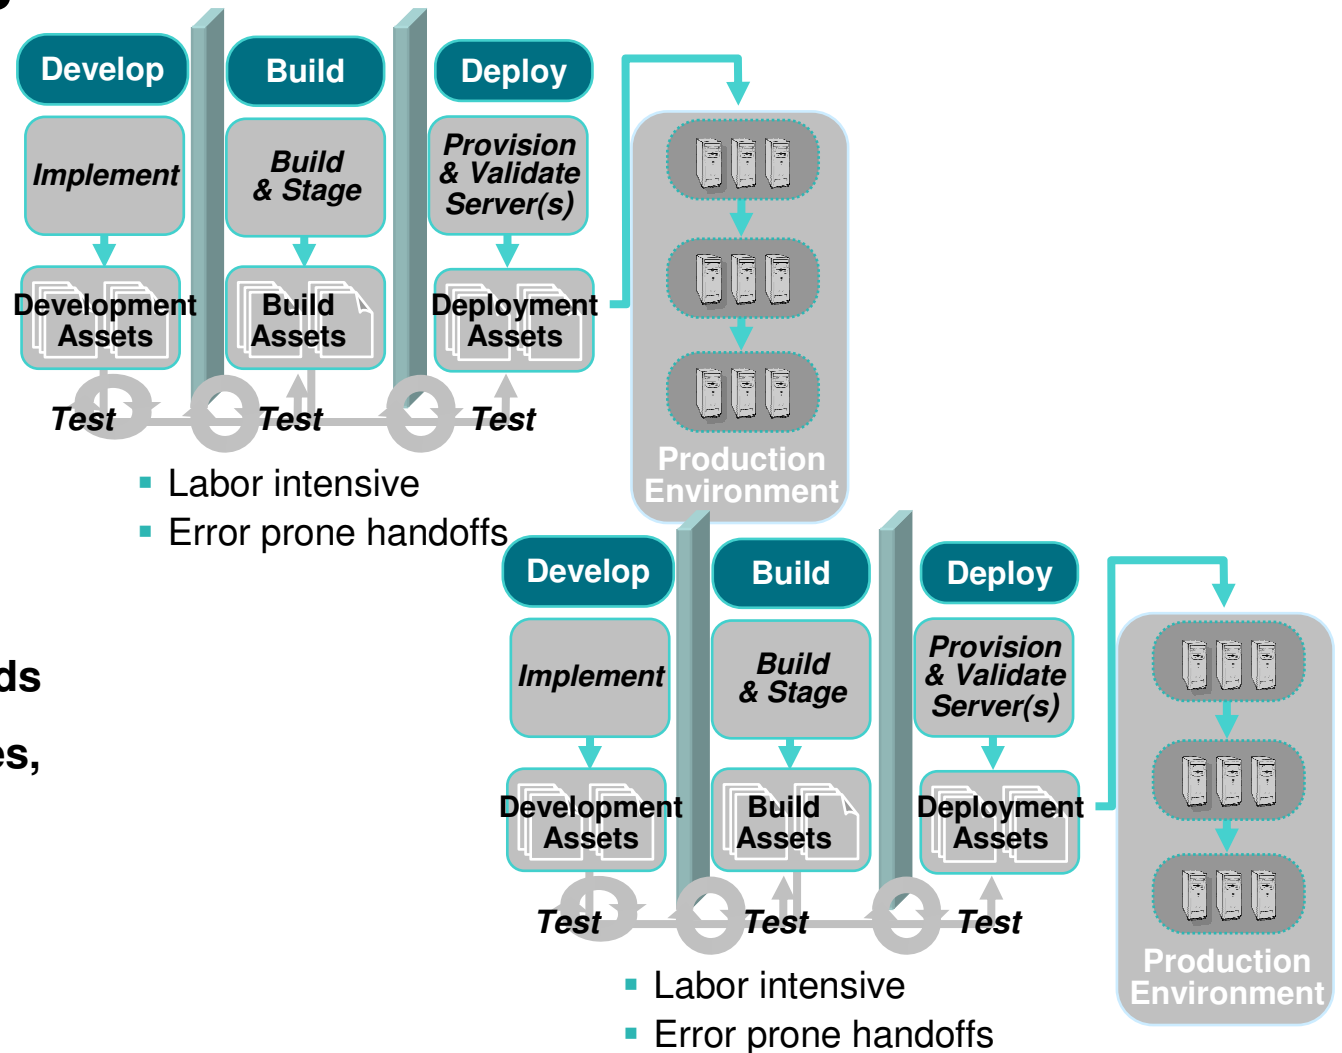 Develop
Build
Deploy
Implement
Build
& Stage
Provision
& Validate
Server(s)
Development
Assets
Build
Assets
Deployment
Assets
Test
Test
Test
Production
Environment
▪ Labor intensive
▪ Error prone handoffs
ds
es,
Develop
Build
Deploy
Implement
Build
& Stage
Provision
& Validate
Server(s)
Development
Assets
Build
Assets
Deployment
Assets
Test
Test
Test
Production
Environment
▪ Labor intensive
▪ Error prone handoffs